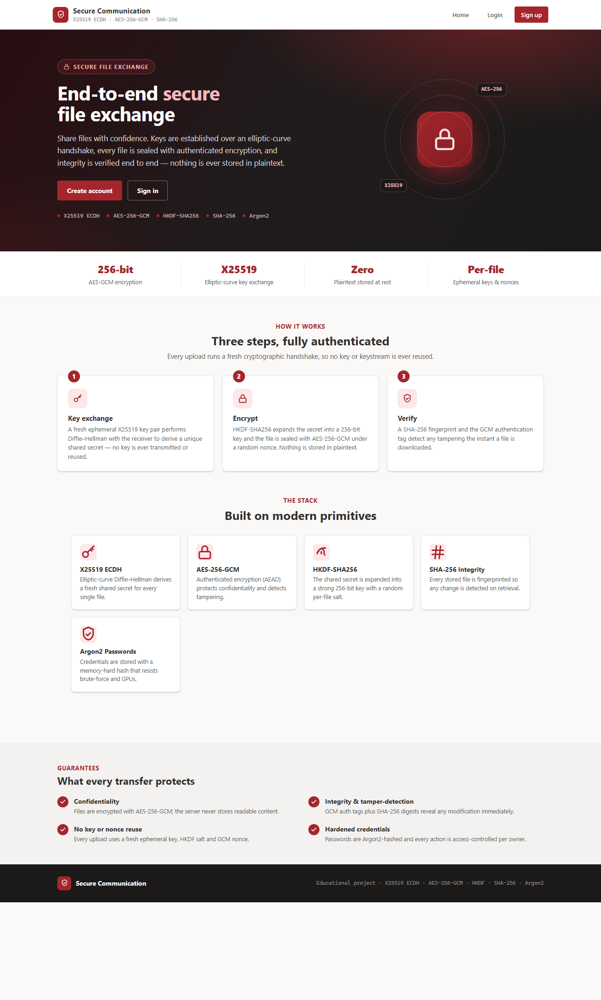 Secure Communication
X25519 ECDH · AES-256-GCM · SHA-256
Home
Login
Sign up
SECURE FILE EXCHANGE
End-to-end secure
file exchange
Share files with confidence. Keys are established over an elliptic-curve
handshake, every file is sealed with authenticated encryption, and
integrity is verified end to end — nothing is ever stored in plaintext.
Create account
Sign in
X25519 ECDH
AES-256-GCM
HKDF-SHA256
SHA-256
Argon2
AES-256
X25519
256-bit
AES-GCM encryption
X25519
Elliptic-curve key exchange
Zero
Plaintext stored at rest
Per-file
Ephemeral keys & nonces
HOW IT WORKS
Three steps, fully authenticated
Every upload runs a fresh cryptographic handshake, so no key or keystream is ever reused.
1
Key exchange
A fresh ephemeral X25519 key pair performs
Diffie–Hellman with the receiver to derive a unique
shared secret — no key is ever transmitted or
reused.
2
Encrypt
HKDF-SHA256 expands the secret into a 256-bit
key and the file is sealed with AES-256-GCM under
a random nonce. Nothing is stored in plaintext.
3
Verify
A SHA-256 fingerprint and the GCM authentication
tag detect any tampering the instant a file is
downloaded.
THE STACK
Built on modern primitives
X25519 ECDH
Elliptic-curve Diffie–Hellman derives
a fresh shared secret for every
single file.
AES-256-GCM
Authenticated encryption (AEAD)
protects confidentiality and detects
tampering.
HKDF-SHA256
The shared secret is expanded into
a strong 256-bit key with a random
per-file salt.
SHA-256 Integrity
Every stored file is fingerprinted so
any change is detected on retrieval.
Argon2 Passwords
Credentials are stored with a
memory-hard hash that resists
brute-force and GPUs.
GUARANTEES
What every transfer protects
Confidentiality
Files are encrypted with AES-256-GCM; the server never stores readable content.
Integrity & tamper-detection
GCM auth tags plus SHA-256 digests reveal any modification immediately.
No key or nonce reuse
Every upload uses a fresh ephemeral key, HKDF salt and GCM nonce.
Hardened credentials
Passwords are Argon2-hashed and every action is access-controlled per owner.
Secure Communication
Educational project · X25519 ECDH · AES-256-GCM · HKDF · SHA-256 · Argon2